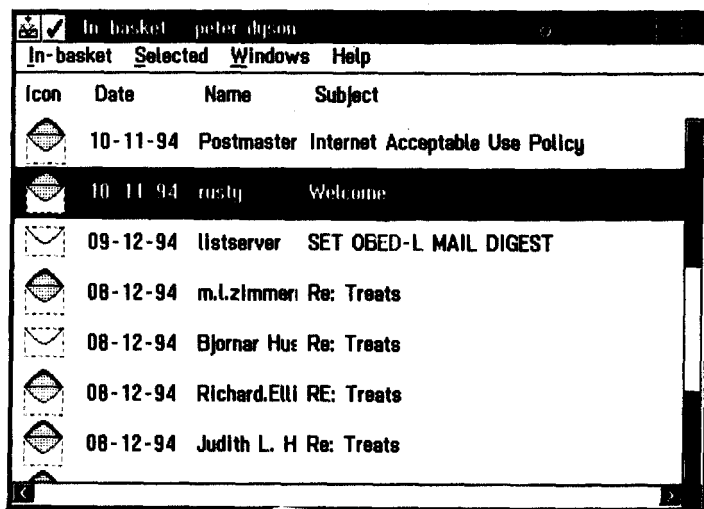 In-basket peter dyson
In-basket Selected Windows Help
Icon Date Name Subject
10-11-94 Postmaster Internet Acceptable Use Policy
10-11-94 rusty Welcome
09-12-94 listserver SET OBED-L MAIL DIGEST
08-12-94 m.l.zimmer Re: Treats
08-12-94 Bjornar Hus Re: Treats
08-12-94 Richard.Elli RE: Treats
08-12-94 Judith L. H Re: Treats